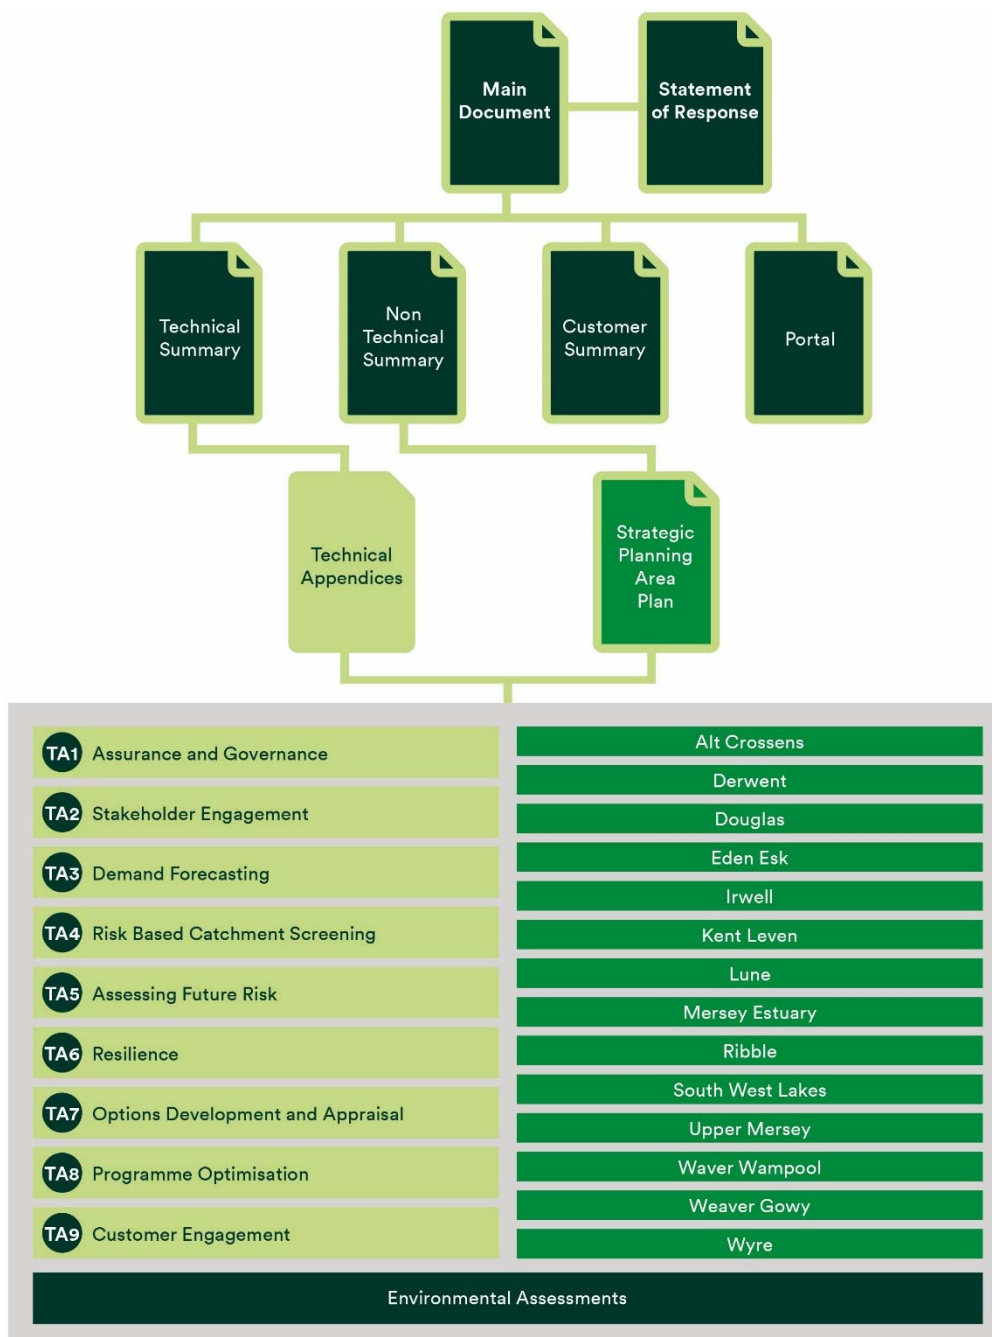 Main
Document
Statement
of Response
Technical
Summary
Non
Technical
Summary
Customer
Summary
Portal
Technical
Appendices
Strategic
Planning
Area
Plan
TA1 Assurance and Governance
TA2 Stakeholder Engagement
TA3 Demand Forecasting
TA4 Risk Based Catchment Screening
TA5 Assessing Future Risk
TA6 Resilience
TA7 Options Development and Appraisal
TA8 Programme Optimisation
TA9 Customer Engagement
Alt Crossens
Derwent
Douglas
Eden Esk
Irwell
Kent Leven
Lune
Mersey Estuary
Ribble
South West Lakes
Upper Mersey
Waver Wampool
Weaver Gowy
Wyre
Environmental Assessments